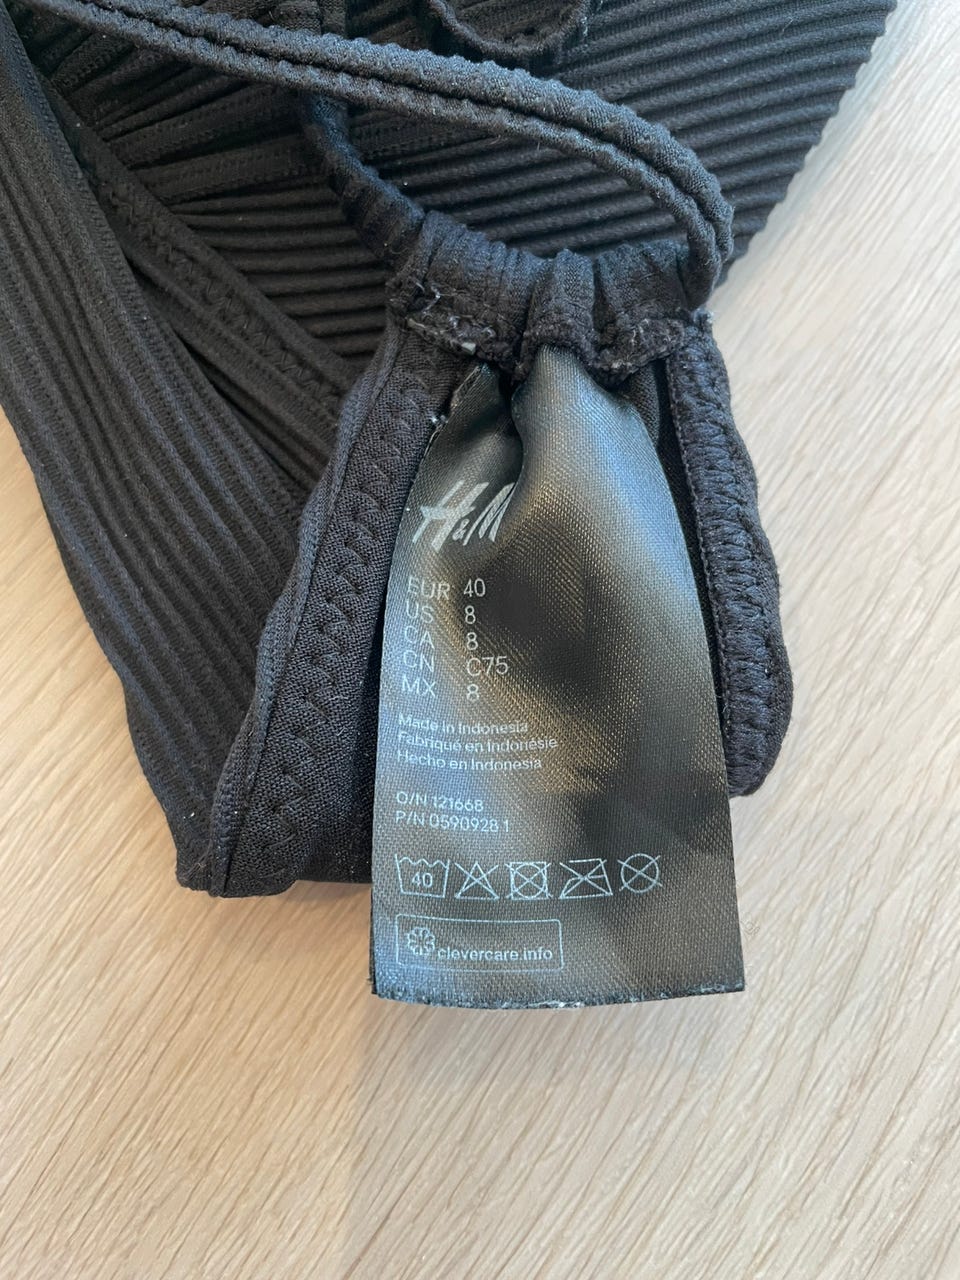 H&M
EUR 40
US 8
CA 8
CN C75
MX 8
Made in Indonesia
Fabriqué en Indonésie
Hecho en Indonesia
O/N 121668
P/N 0590928 1
40
clevercare.info